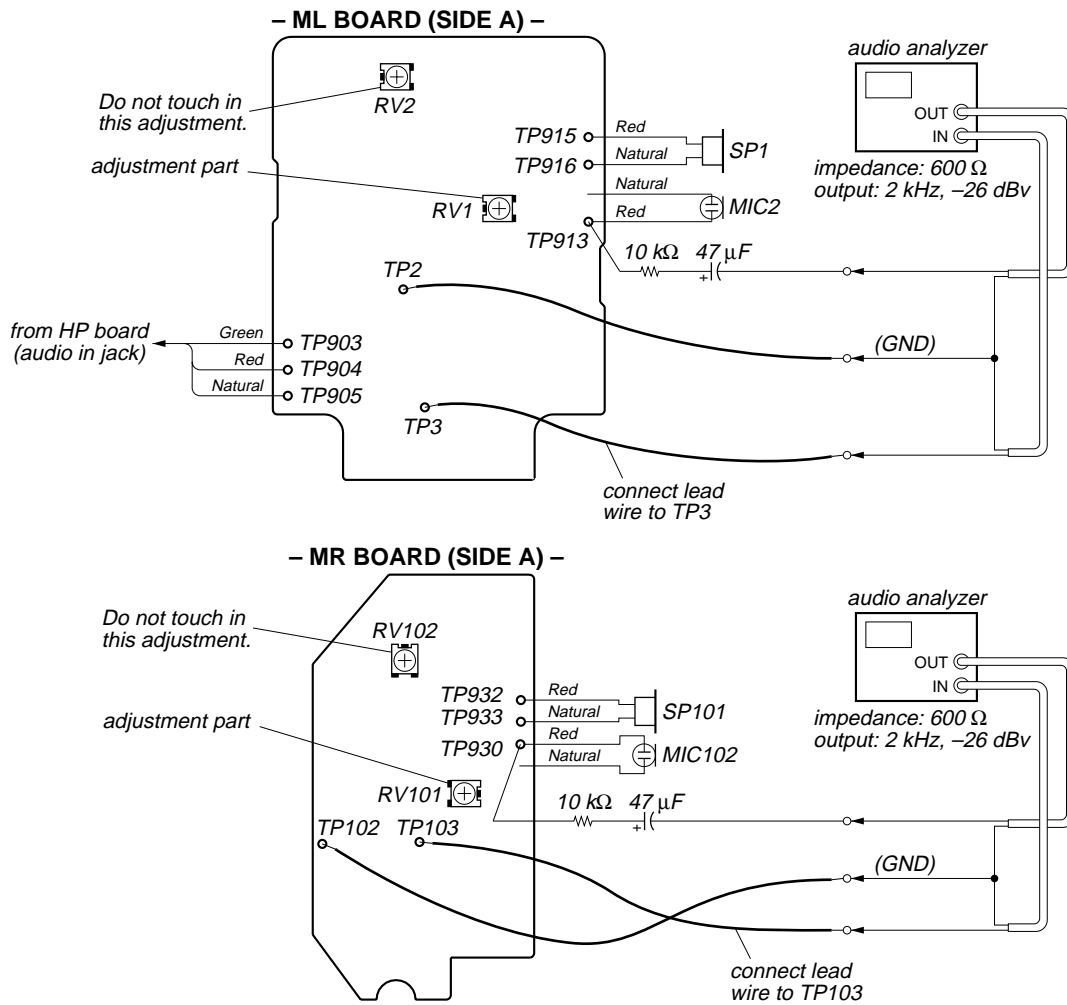 – ML BOARD (SIDE A) –
audio analyzer
Do not touch in
this adjustment.
RV2
OUT
IN
TP915
Red
SP1
TP916
Natural
impedance: 600 Ω
output: 2 kHz, –26 dBv
adjustment part
RV1
Natural
MIC2
Red
TP913
10 kΩ
47 µF
+
TP2
from HP board
(audio in jack)
Green
TP903
Red
TP904
Natural
TP905
(GND)
TP3
connect lead
wire to TP3
– MR BOARD (SIDE A) –
audio analyzer
Do not touch in
this adjustment.
RV102
OUT
IN
TP932
Red
SP101
TP933
Natural
impedance: 600 Ω
output: 2 kHz, –26 dBv
adjustment part
TP930
Red
MIC102
Natural
RV101
10 kΩ
47 µF
+
TP102
TP103
(GND)
connect lead
wire to TP103